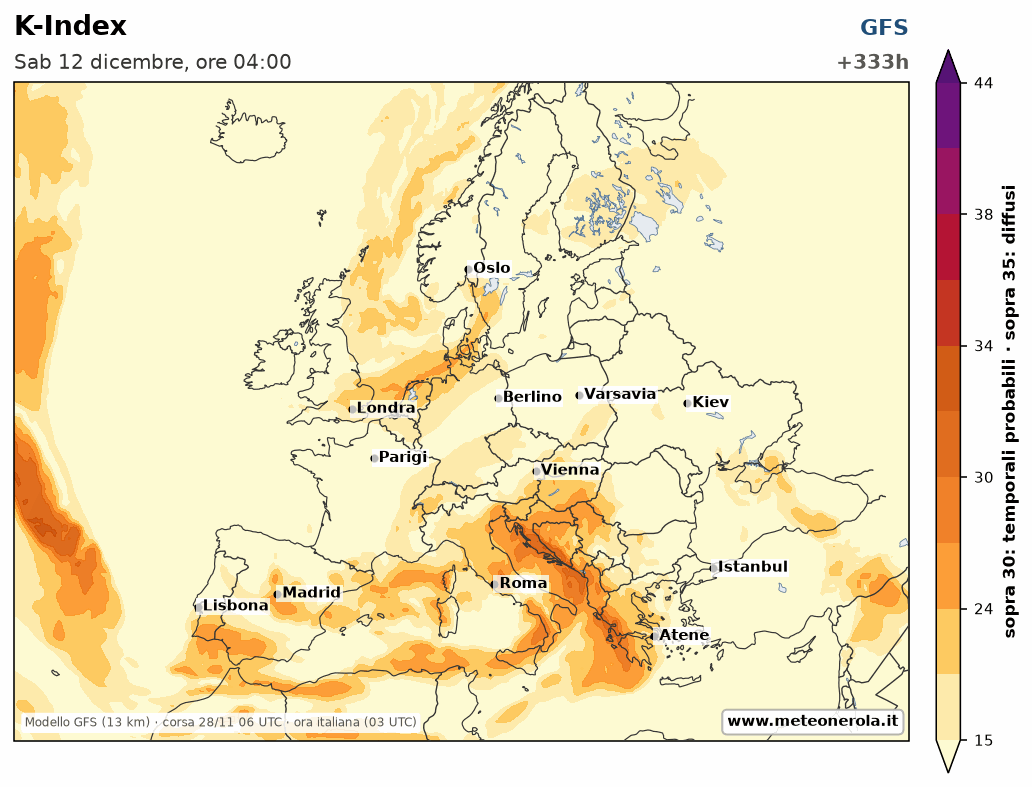 K-Index
GFS
Sab 12 dicembre, ore 04:00
+333h
44
38
34
30
24
15
sopra 30: temporali probabili · sopra 35: diffusi
Oslo
Londra
Berlino
Varsavia
Kiev
Parigi
Vienna
Istanbul
Roma
Madrid
Lisbona
Atene
Modello GFS (13 km) · corsa 28/11 06 UTC · ora italiana (03 UTC)
www.meteonerola.it